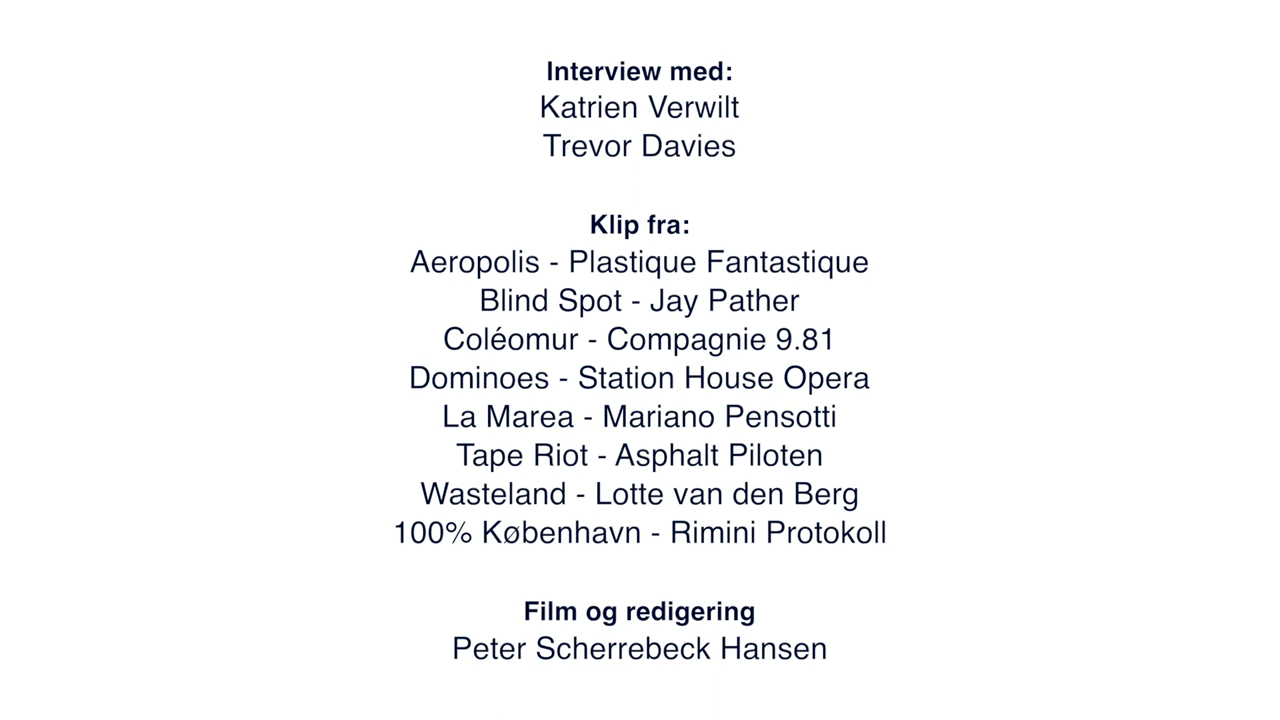 Interview med:
Katrien Verwilt
Trevor Davies
Klip fra:
Aeropolis - Plastique Fantastique
Blind Spot - Jay Pather
Coléomur - Compagnie 9.81
Dominoes - Station House Opera
La Marea - Mariano Pensotti
Tape Riot - Asphalt Piloten
Wasteland - Lotte van den Berg
100% København - Rimini Protokoll
Film og redigering
Peter Scherrebeck Hansen